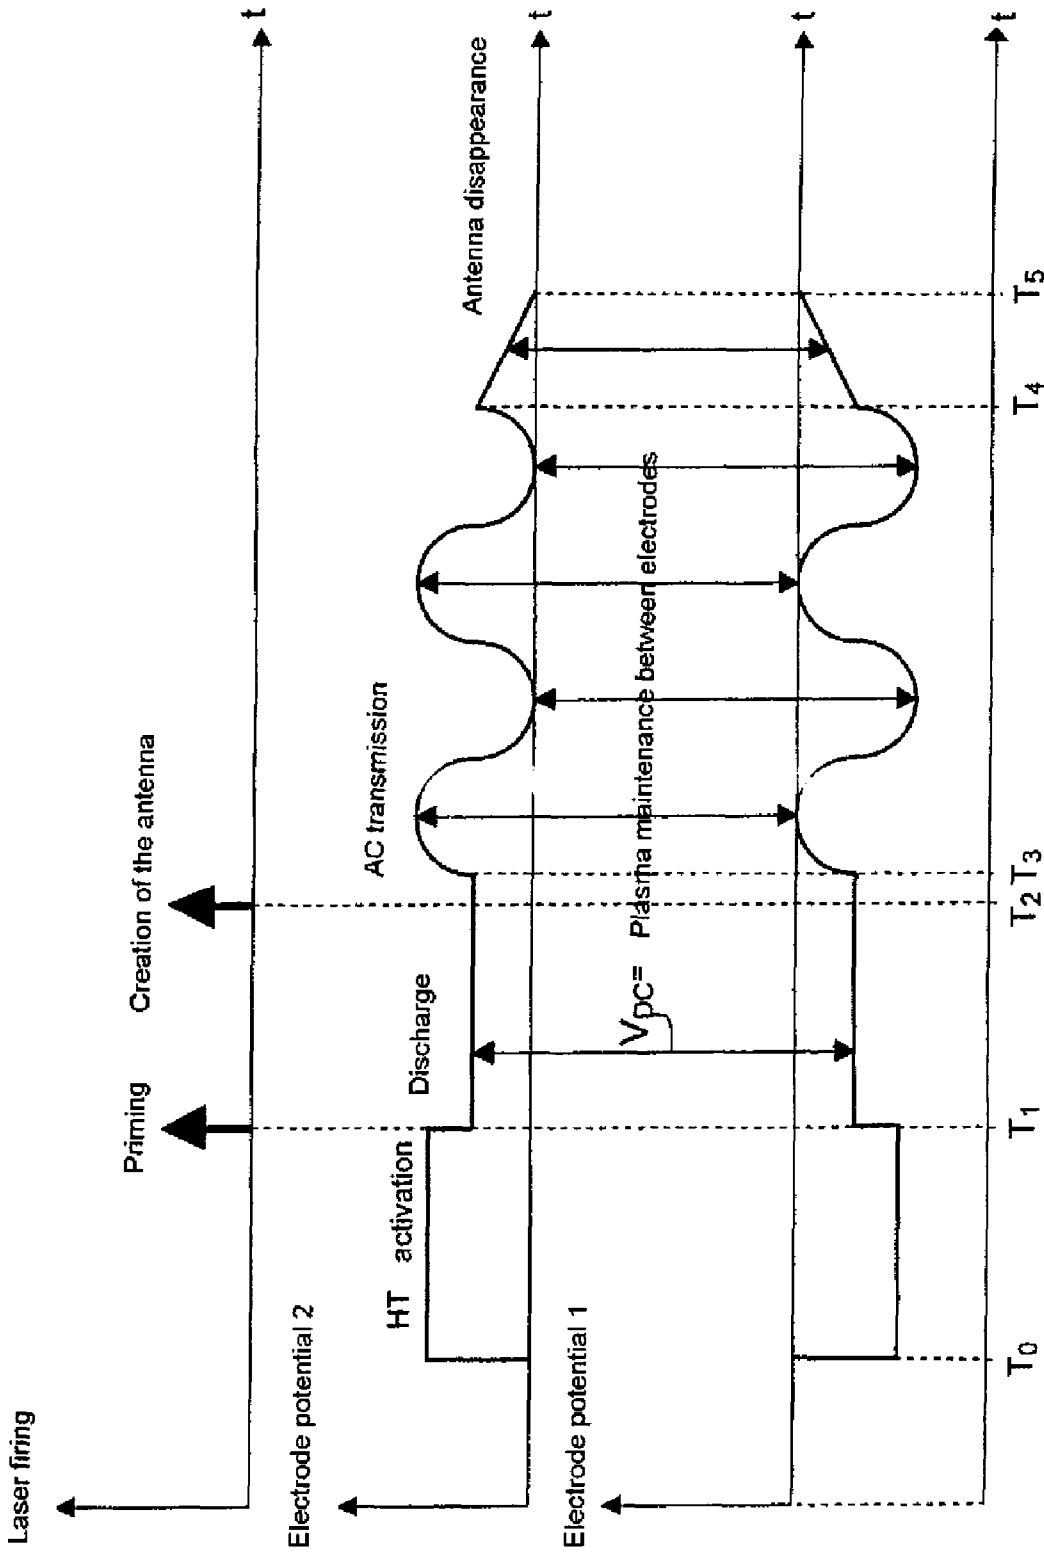 Laser firing
Priming
Creation of the antenna
t
Electrode potential 2
HT activation
Discharge
AC transmission
Antenna disappearance
t
Electrode potential 1
VDC= Plasma maintenance between electrodes
t
T0
T1
T2
T3
T4
T5
t